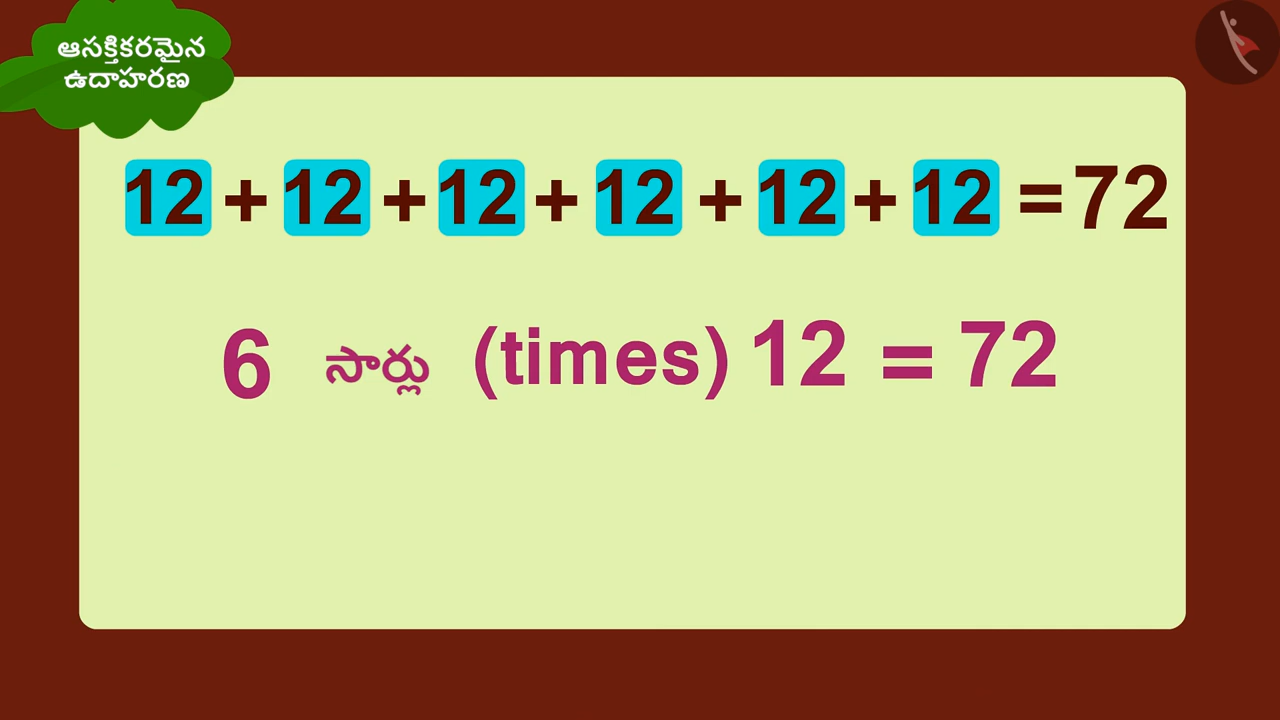 ఆసక్తికరమైన
ఉదాహరణ
12 + 12 + 12 + 12 + 12 + 12 = 72
6 సార్లు (times) 12 = 72